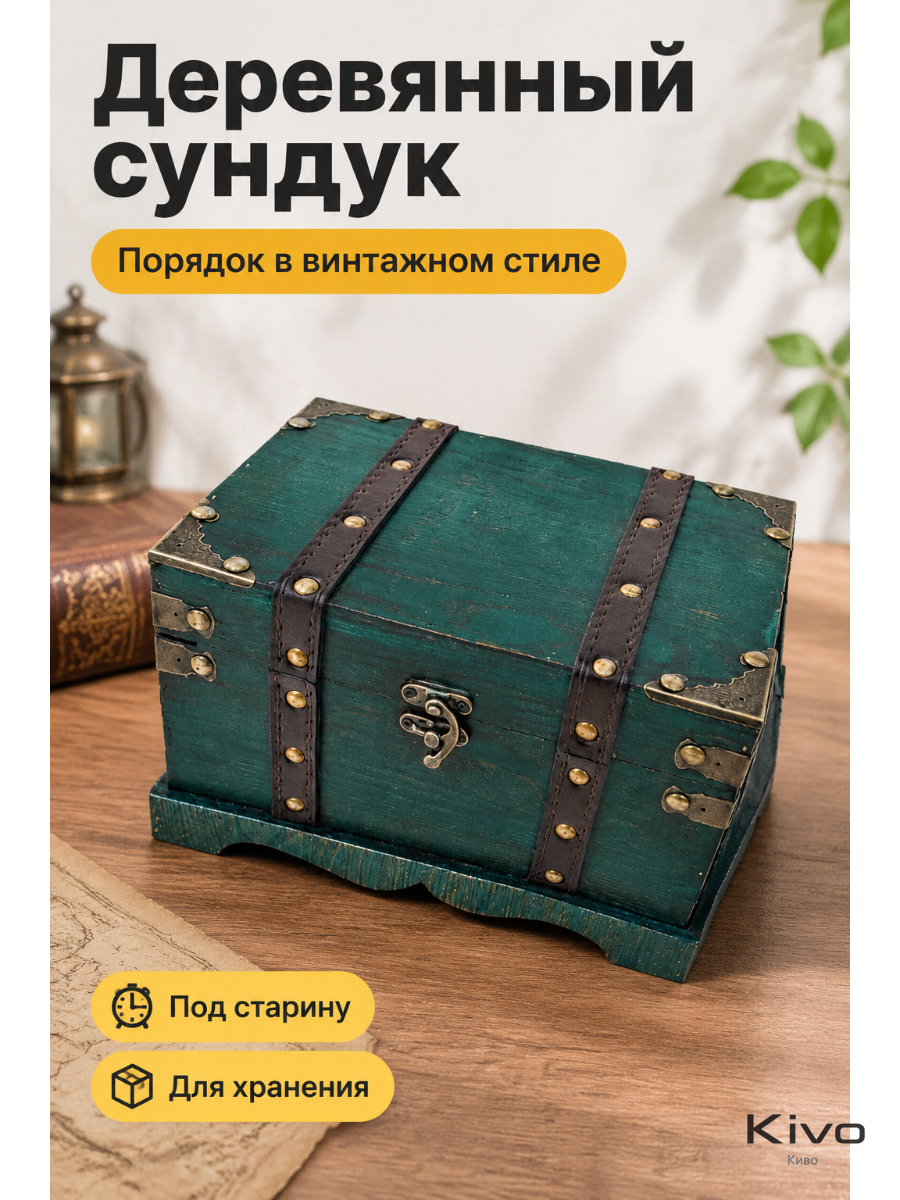 Деревянный
сундук
Порядок в винтажном стиле
Под старину
Для хранения
Kivo
Киво